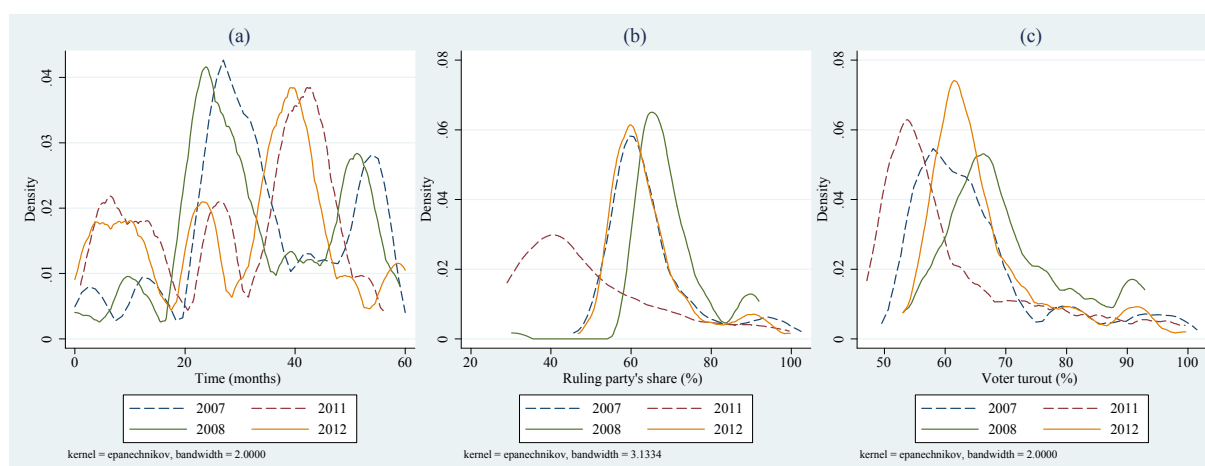 (a)
.04
.03
.02
.01
0
Density
0 20 40 60
Time (months)
2007 2011
2008 2012
kernel = epanechnikov, bandwidth = 2.0000
(b)
.08
.06
.04
.02
0
Density
20 40 60 80 100
Ruling party's share (%)
2007 2011
2008 2012
kernel = epanechnikov, bandwidth = 3.1334
(c)
.08
.06
.04
.02
0
Density
50 60 70 80 90 100
Voter turout (%)
2007 2011
2008 2012
kernel = epanechnikov, bandwidth = 2.0000